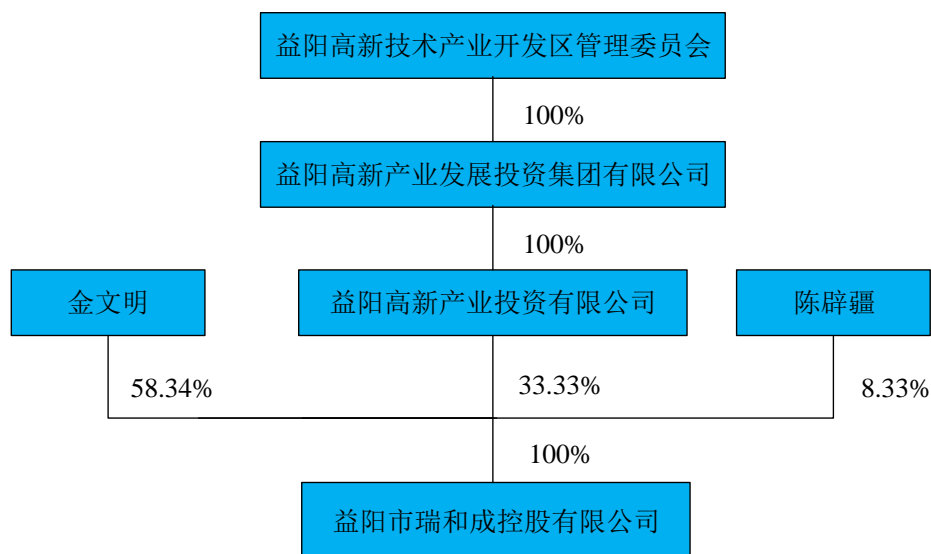 益阳高新技术产业开发区管理委员会
100%
益阳高新产业发展投资集团有限公司
100%
金文明
益阳高新产业投资有限公司
陈辟疆
58.34%
33.33%
8.33%
100%
益阳市瑞和成控股有限公司